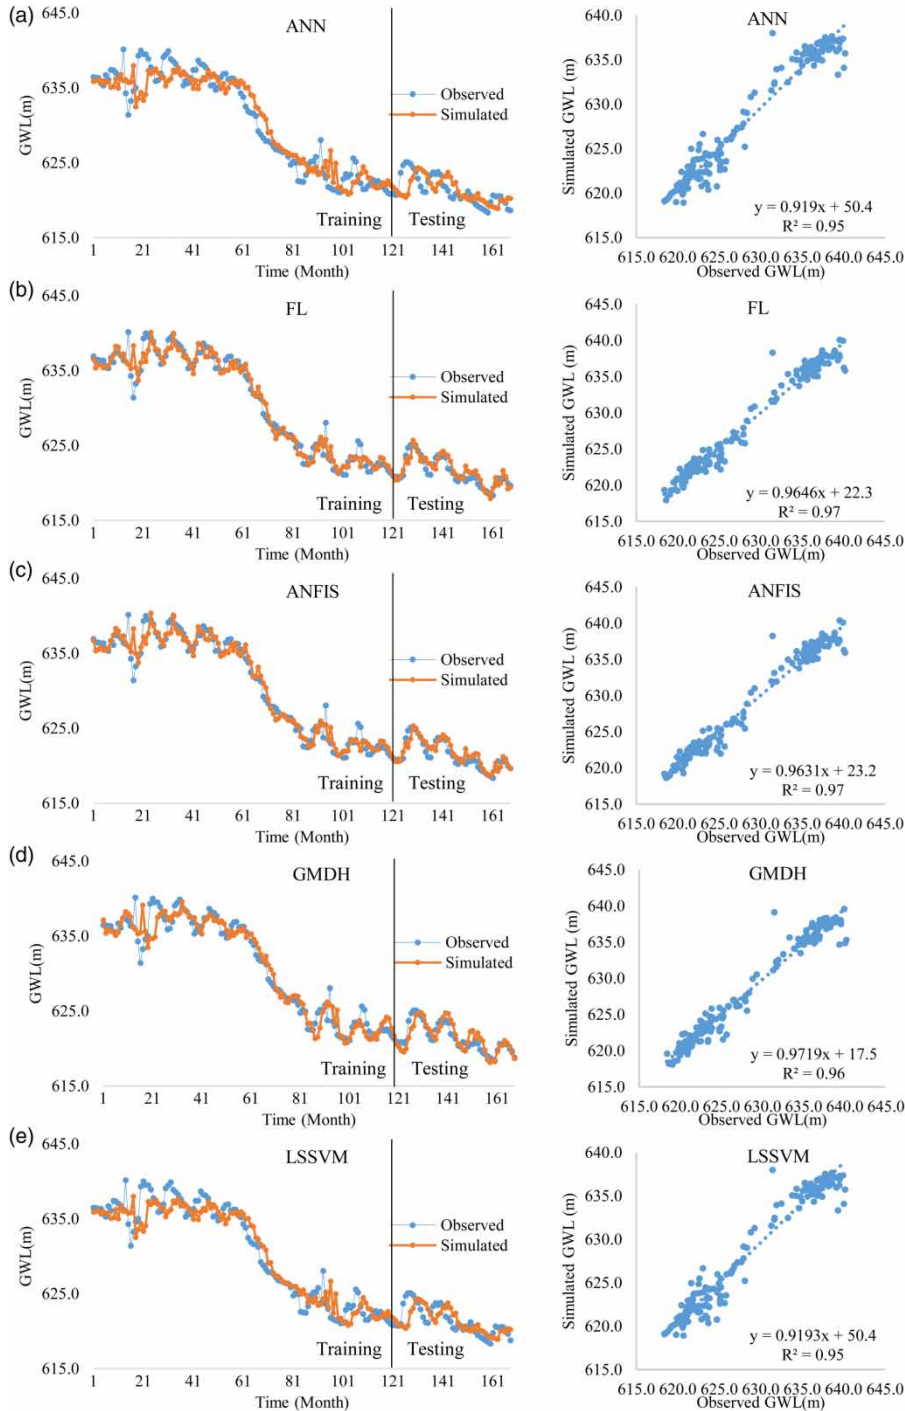 (a)
645.0
ANN
635.0
GWL(m)
Observed
Simulated
625.0
Training
Testing
615.0
1 21 41 61 81 101 121 141 161
Time (Month)
640.0
ANN
635.0
Simulated GWL (m)
630.0
625.0
620.0
y = 0.919x + 50.4
R² = 0.95
615.0
615.0 620.0 625.0 630.0 635.0 640.0 645.0
Observed GWL(m)
(b)
645.0
FL
635.0
GWL(m)
Observed
Simulated
625.0
Training
Testing
615.0
1 21 41 61 81 101 121 141 161
Time (Month)
645.0
FL
640.0
Simulated GWL (m)
635.0
630.0
625.0
620.0
y = 0.9646x + 22.3
R² = 0.97
615.0
615.0 620.0 625.0 630.0 635.0 640.0 645.0
Observed GWL(m)
(c)
645.0
ANFIS
635.0
GWL(m)
Observed
Simulated
625.0
Training
Testing
615.0
1 21 41 61 81 101 121 141 161
Time (Month)
645.0
ANFIS
640.0
Simulated GWL (m)
635.0
630.0
625.0
620.0
y = 0.9631x + 23.2
R² = 0.97
615.0
615.0 620.0 625.0 630.0 635.0 640.0 645.0
Observed GWL(m)
(d)
645.0
GMDH
635.0
GWL(m)
Observed
Simulated
625.0
Training
Testing
615.0
1 21 41 61 81 101 121 141 161
Time (Month)
645.0
GMDH
640.0
Simulated GWL (m)
635.0
630.0
625.0
620.0
y = 0.9719x + 17.5
R² = 0.96
615.0
615.0 620.0 625.0 630.0 635.0 640.0 645.0
Observed GWL(m)
(e)
645.0
LSSVM
635.0
GWL(m)
Observed
Simulated
625.0
Training
Testing
615.0
1 21 41 61 81 101 121 141 161
Time (Month)
640.0
LSSVM
635.0
Simulated GWL (m)
630.0
625.0
620.0
y = 0.9193x + 50.4
R² = 0.95
615.0
615.0 620.0 625.0 630.0 635.0 640.0 645.0
Observed GWL(m)